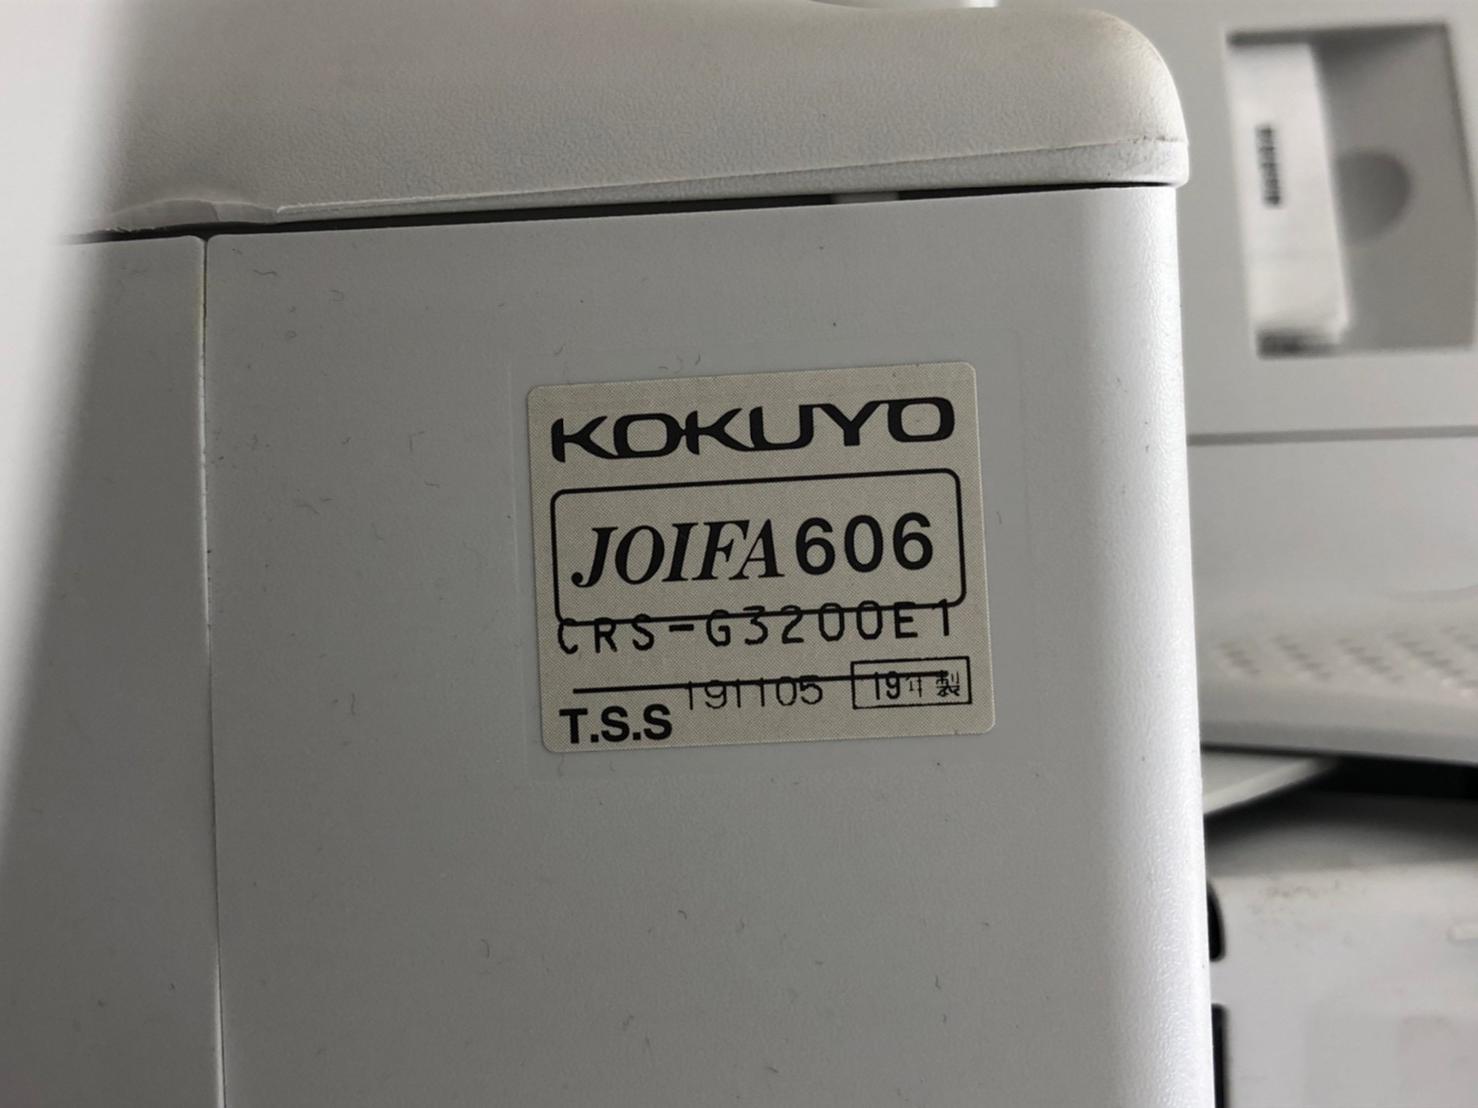 KOKUYO
JOIFA606
CRS-G3200E1
191105 19年製
T.S.S